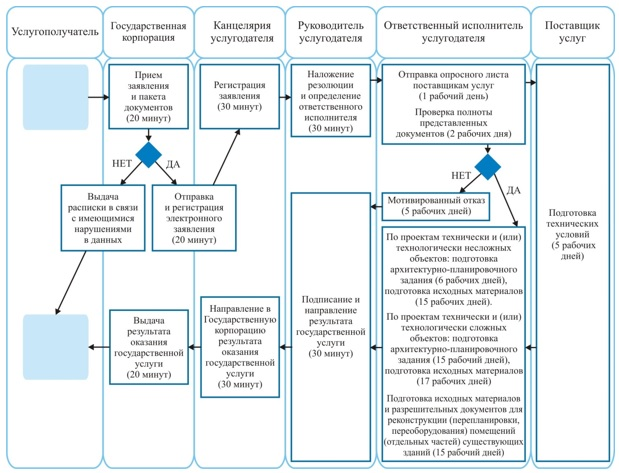 Услугополучатель
Государственная
корпорация
Канцелярия
услугодателя
Руководитель
услугодателя
Ответственный исполнитель
услугодателя
Поставщик
услуг
Прием
заявления
и пакета
документов
(20 минут)
Регистрация
заявления
(30 минут)
Наложение
резолюции
и определение
ответственного
исполнителя
(30 минут)
Отправка опросного листа
поставщикам услуг
(1 рабочий день)
Проверка полноты
представленных
документов (2 рабочих дня)
НЕТ
ДА
НЕТ
ДА
Выдача
расписки в связи
с имеющимися
нарушениями
в данных
Отправка
и регистрация
электронного
заявления
(20 минут)
Мотивированный отказ
(5 рабочих дней)
Подготовка
технических
условий
(5 рабочих
дней)
По проектам технически и (или)
технологически несложных
объектов: подготовка
архитектурно-планировочного
задания (6 рабочих дней),
подготовка исходных материалов
(15 рабочих дней).
По проектам технически и (или)
технологически сложных
объектов: подготовка
архитектурно-планировочного
задания (15 рабочих дней),
подготовка исходных материалов
(17 рабочих дней)
Подготовка исходных материалов
и разрешительных документов для
реконструкции (перепланировки,
переоборудования) помещений
(отдельных частей) существующих
зданий (15 рабочих дней)
Подписание и
направление
результата
государственной
услуги
(30 минут)
Направление в
Государственную
корпорацию
результата
оказания
государственной
услуги
(30 минут)
Выдача
результата
оказания
государственной
услуги
(20 минут)